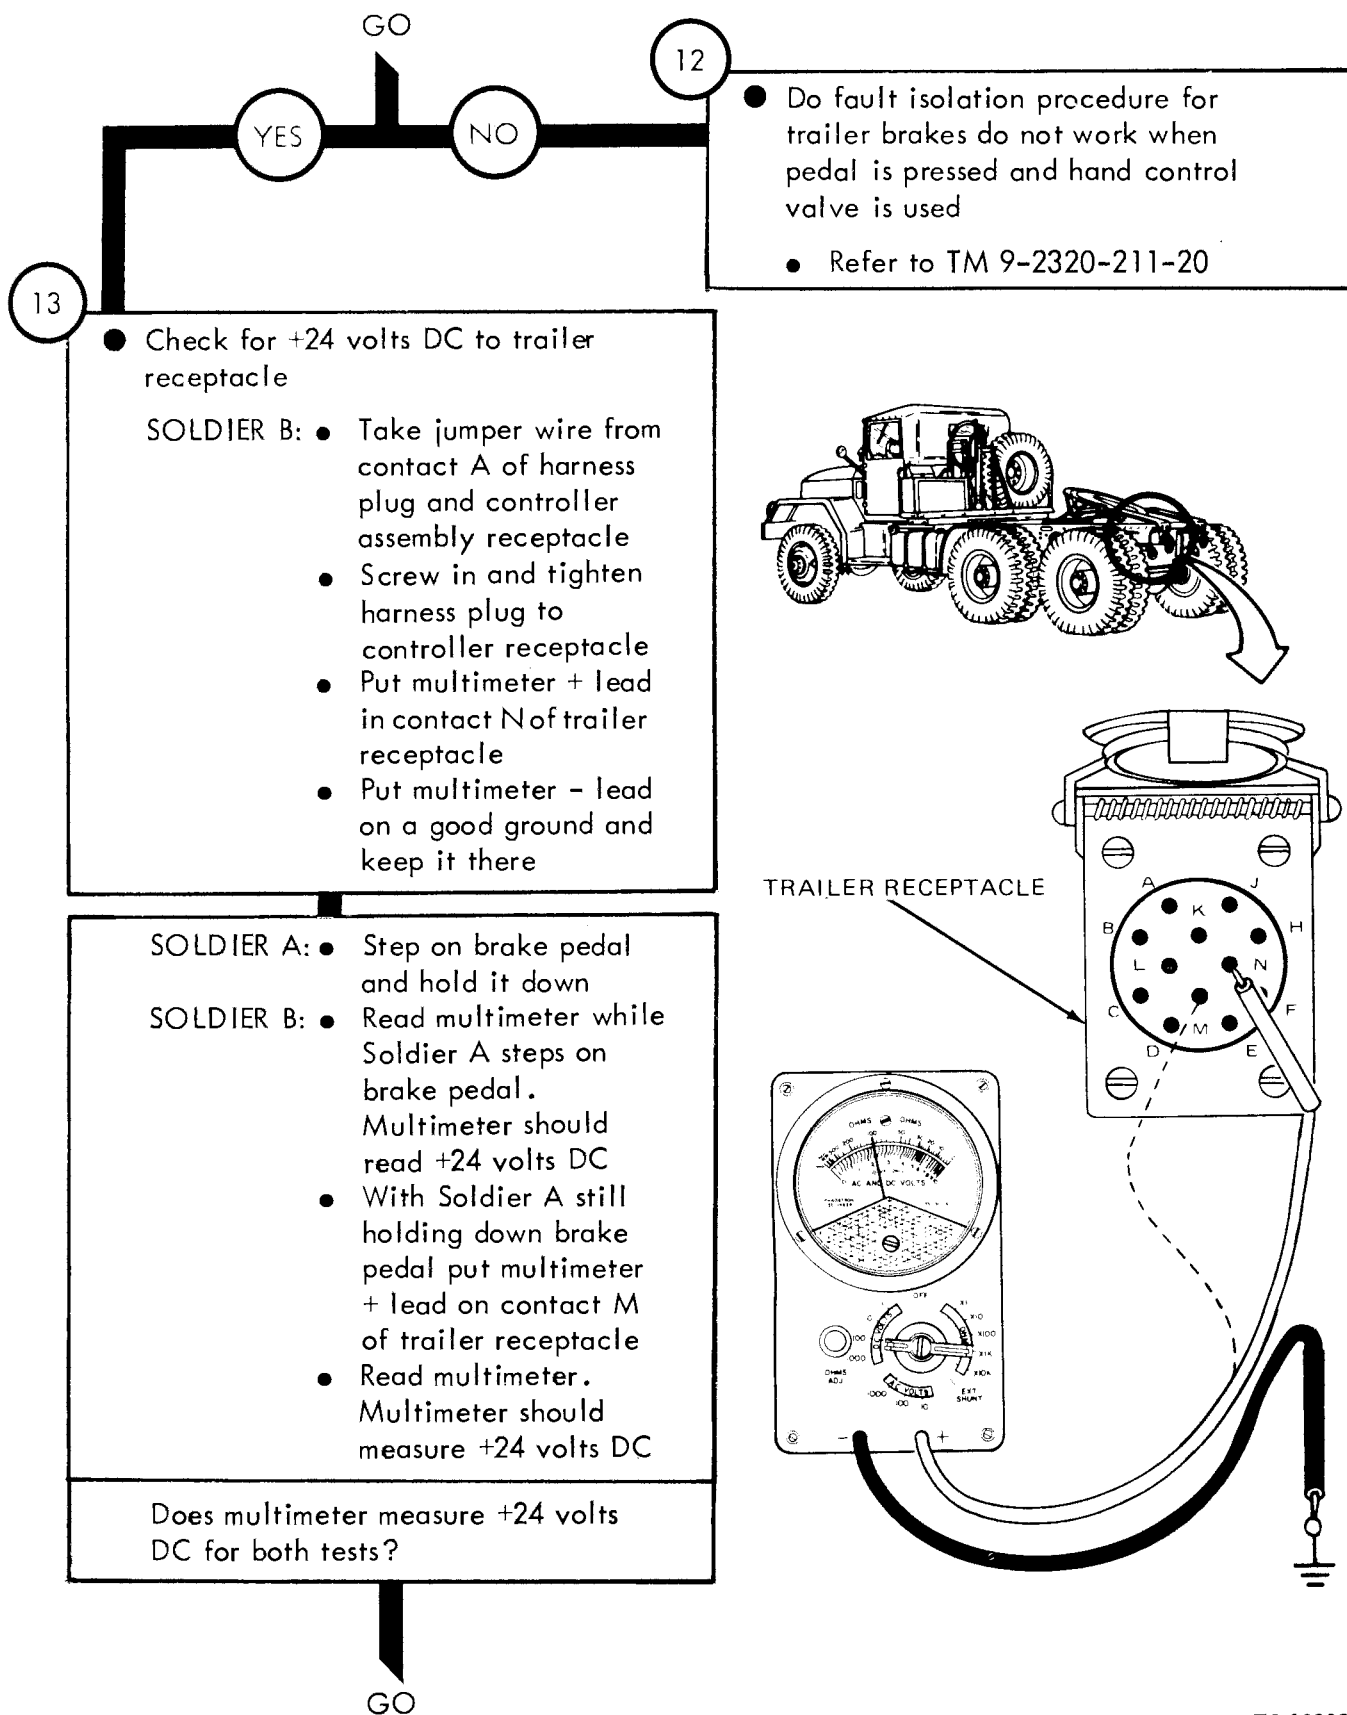 GO
YES
NO
12
● Do fault isolation procedure for
trailer brakes do not work when
pedal is pressed and hand control
valve is used
● Refer to TM 9-2320-211-20
13
● Check for +24 volts DC to trailer
receptacle
SOLDIER B: ● Take jumper wire from
contact A of harness
plug and controller
assembly receptacle
● Screw in and tighten
harness plug to
controller receptacle
● Put multimeter + lead
in contact N of trailer
receptacle
● Put multimeter - lead
on a good ground and
keep it there
SOLDIER A: ● Step on brake pedal
and hold it down
SOLDIER B: ● Read multimeter while
Soldier A steps on
brake pedal.
Multimeter should
read +24 volts DC
● With Soldier A still
holding down brake
pedal put multimeter
+ lead on contact M
of trailer receptacle
● Read multimeter.
Multimeter should
measure +24 volts DC
Does multimeter measure +24 volts
DC for both tests?
GO
TRAILER RECEPTACLE
A
J
K
B
H
L
N
C
F
M
D
E
OHMS OHMS
AC AND DC VOLTS
OFF
X1
X10
X100
X1K
X10K
OHMS
DC VOLTS
100
OHMS
ADJ
AC VOLTS
100
10
EXT
SHUNT
-
+